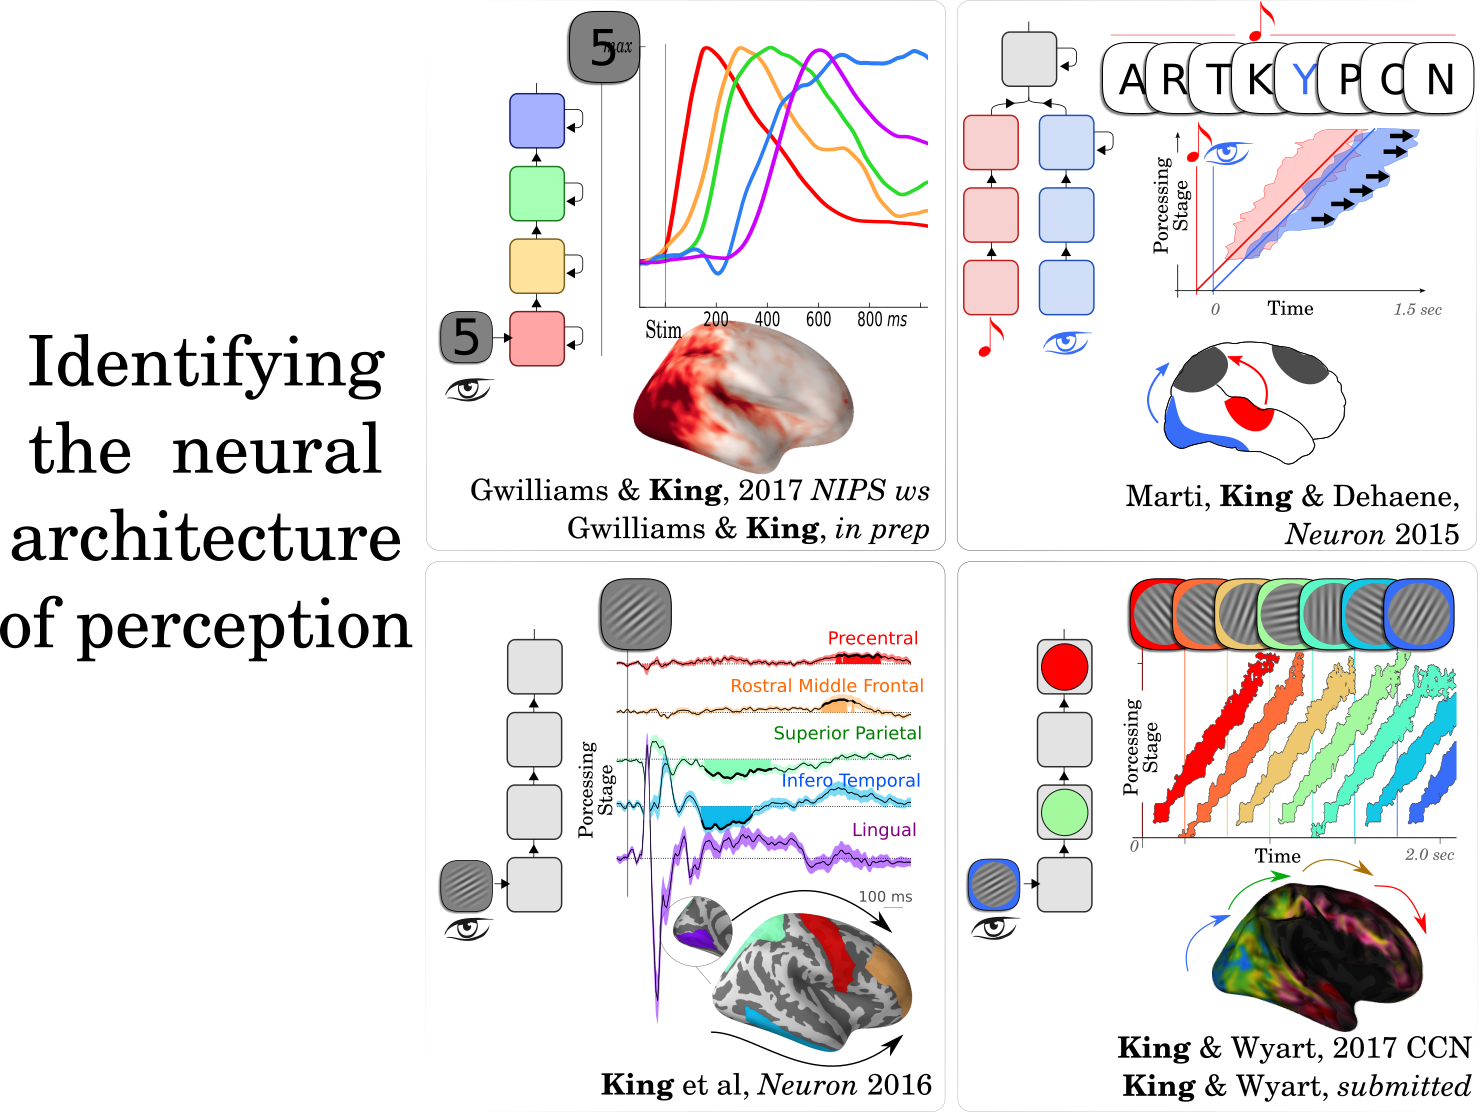 Identifying
the neural
architecture
of perception
5
max
5
Stim
200 400 600 800 ms
Gwilliams & King, 2017 NIPS ws
Gwilliams & King, in prep
A R T K Y P C N
Porcessing
Stage
0 Time 1.5 sec
Marti, King & Dehaene,
Neuron 2015
Precentral
Rostral Middle Frontal
Superior Parietal
Infero Temporal
Lingual
Porcessing
Stage
100 ms
King et al, Neuron 2016
Porcessing
Stage
0
Time 2.0 sec
King & Wyart, 2017 CCN
King & Wyart, submitted